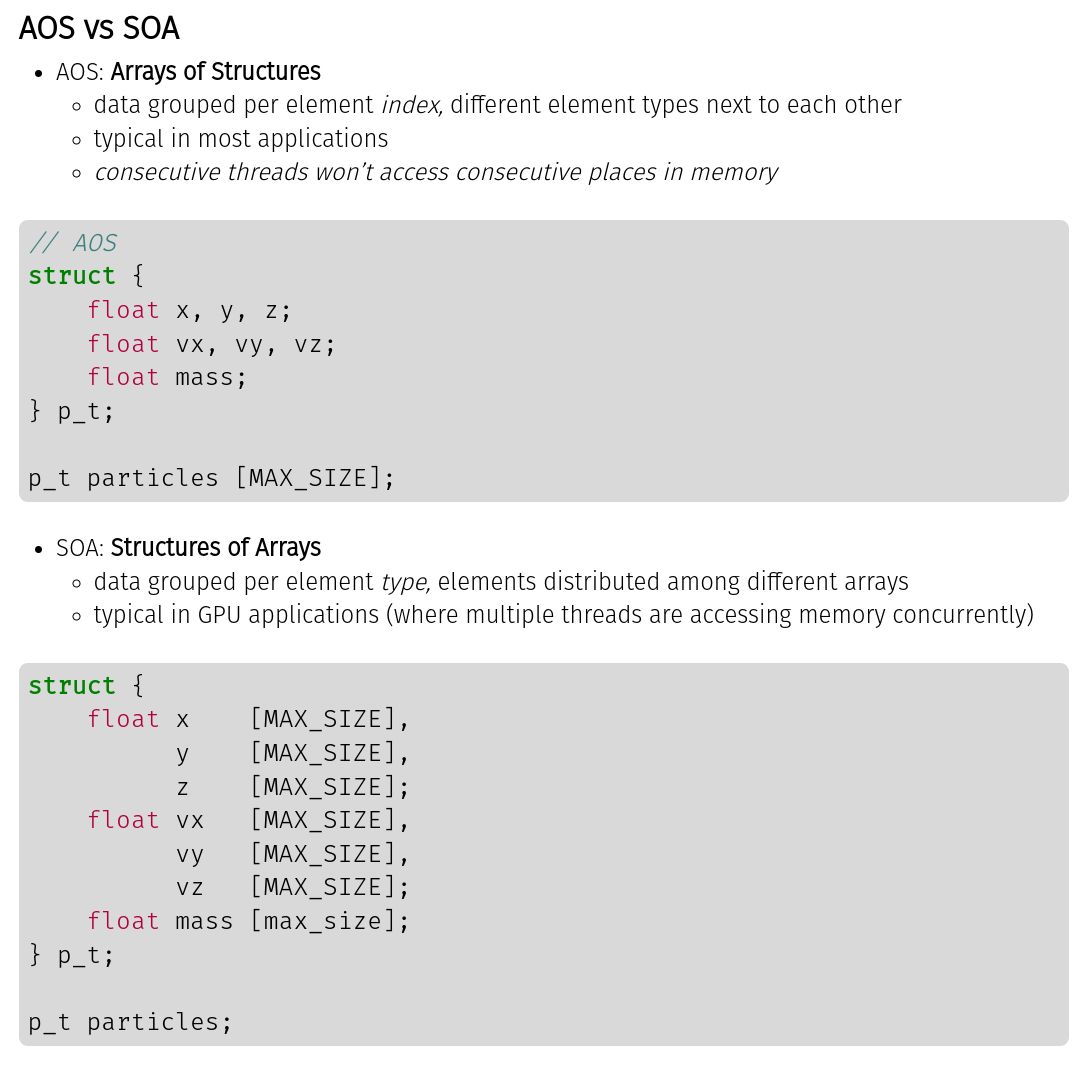 AOS vs SOA
• AOS: Arrays of Structures
◦ data grouped per element index, different element types next to each other
◦ typical in most applications
◦ consecutive threads won’t access consecutive places in memory
// AOS
struct {
    float x, y, z;
    float vx, vy, vz;
    float mass;
} p_t;

p_t particles [MAX_SIZE];
• SOA: Structures of Arrays
◦ data grouped per element type, elements distributed among different arrays
◦ typical in GPU applications (where multiple threads are accessing memory concurrently)
struct {
    float x    [MAX_SIZE],
          y    [MAX_SIZE],
          z    [MAX_SIZE];
    float vx   [MAX_SIZE],
          vy   [MAX_SIZE],
          vz   [MAX_SIZE];
    float mass [max_size];
} p_t;

p_t particles;